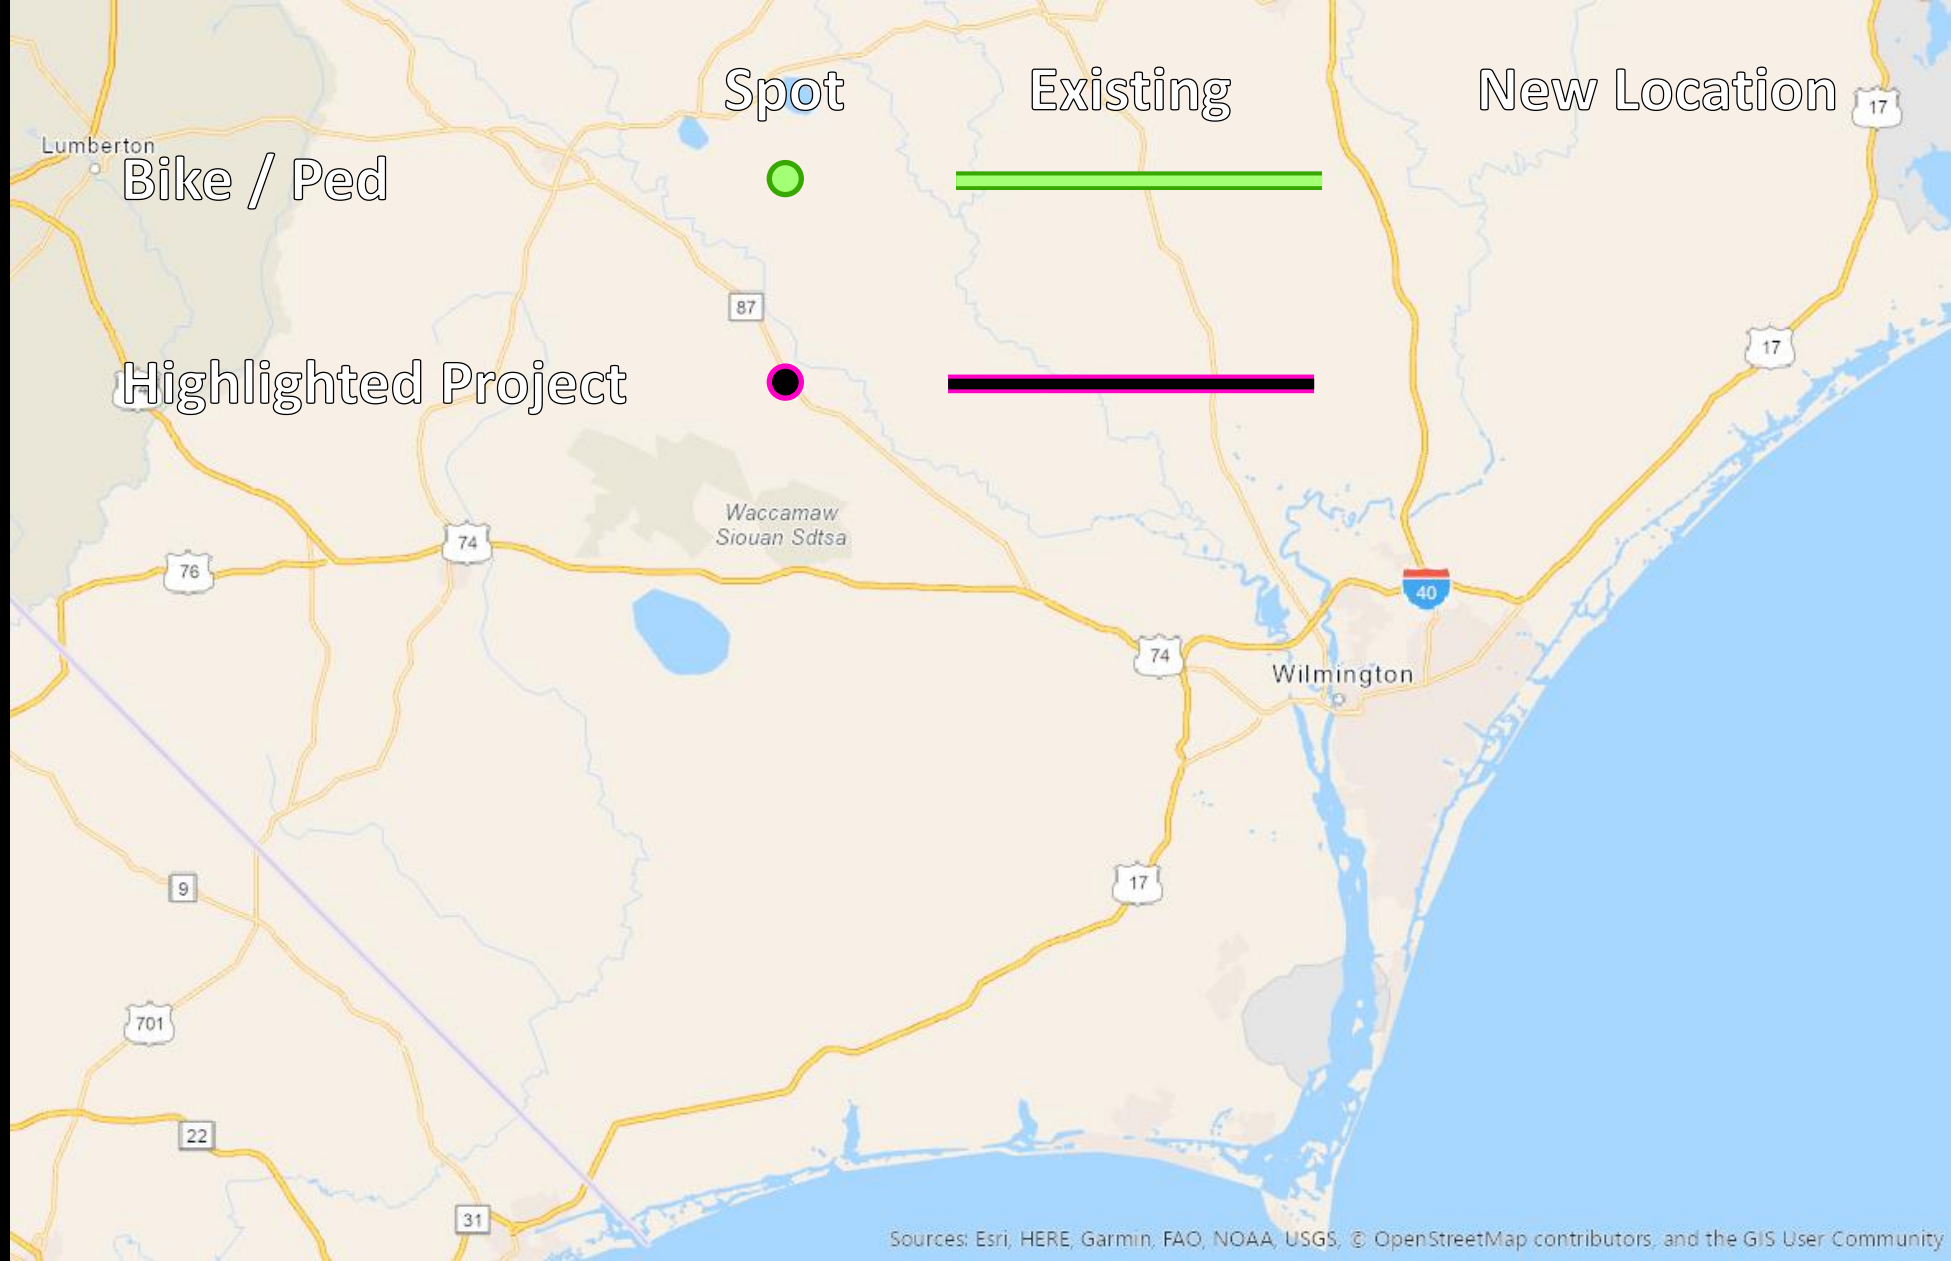 Spot Existing New Location
17
Lumberton
Bike / Ped
87
17
Highlighted Project
Waccamaw
Siouan Sdtsa
74
76
40
74
Wilmington
17
9
701
22
31
Sources: Esri, HERE, Garmin, FAO, NOAA, USGS, © OpenStreetMap contributors, and the GIS User Community